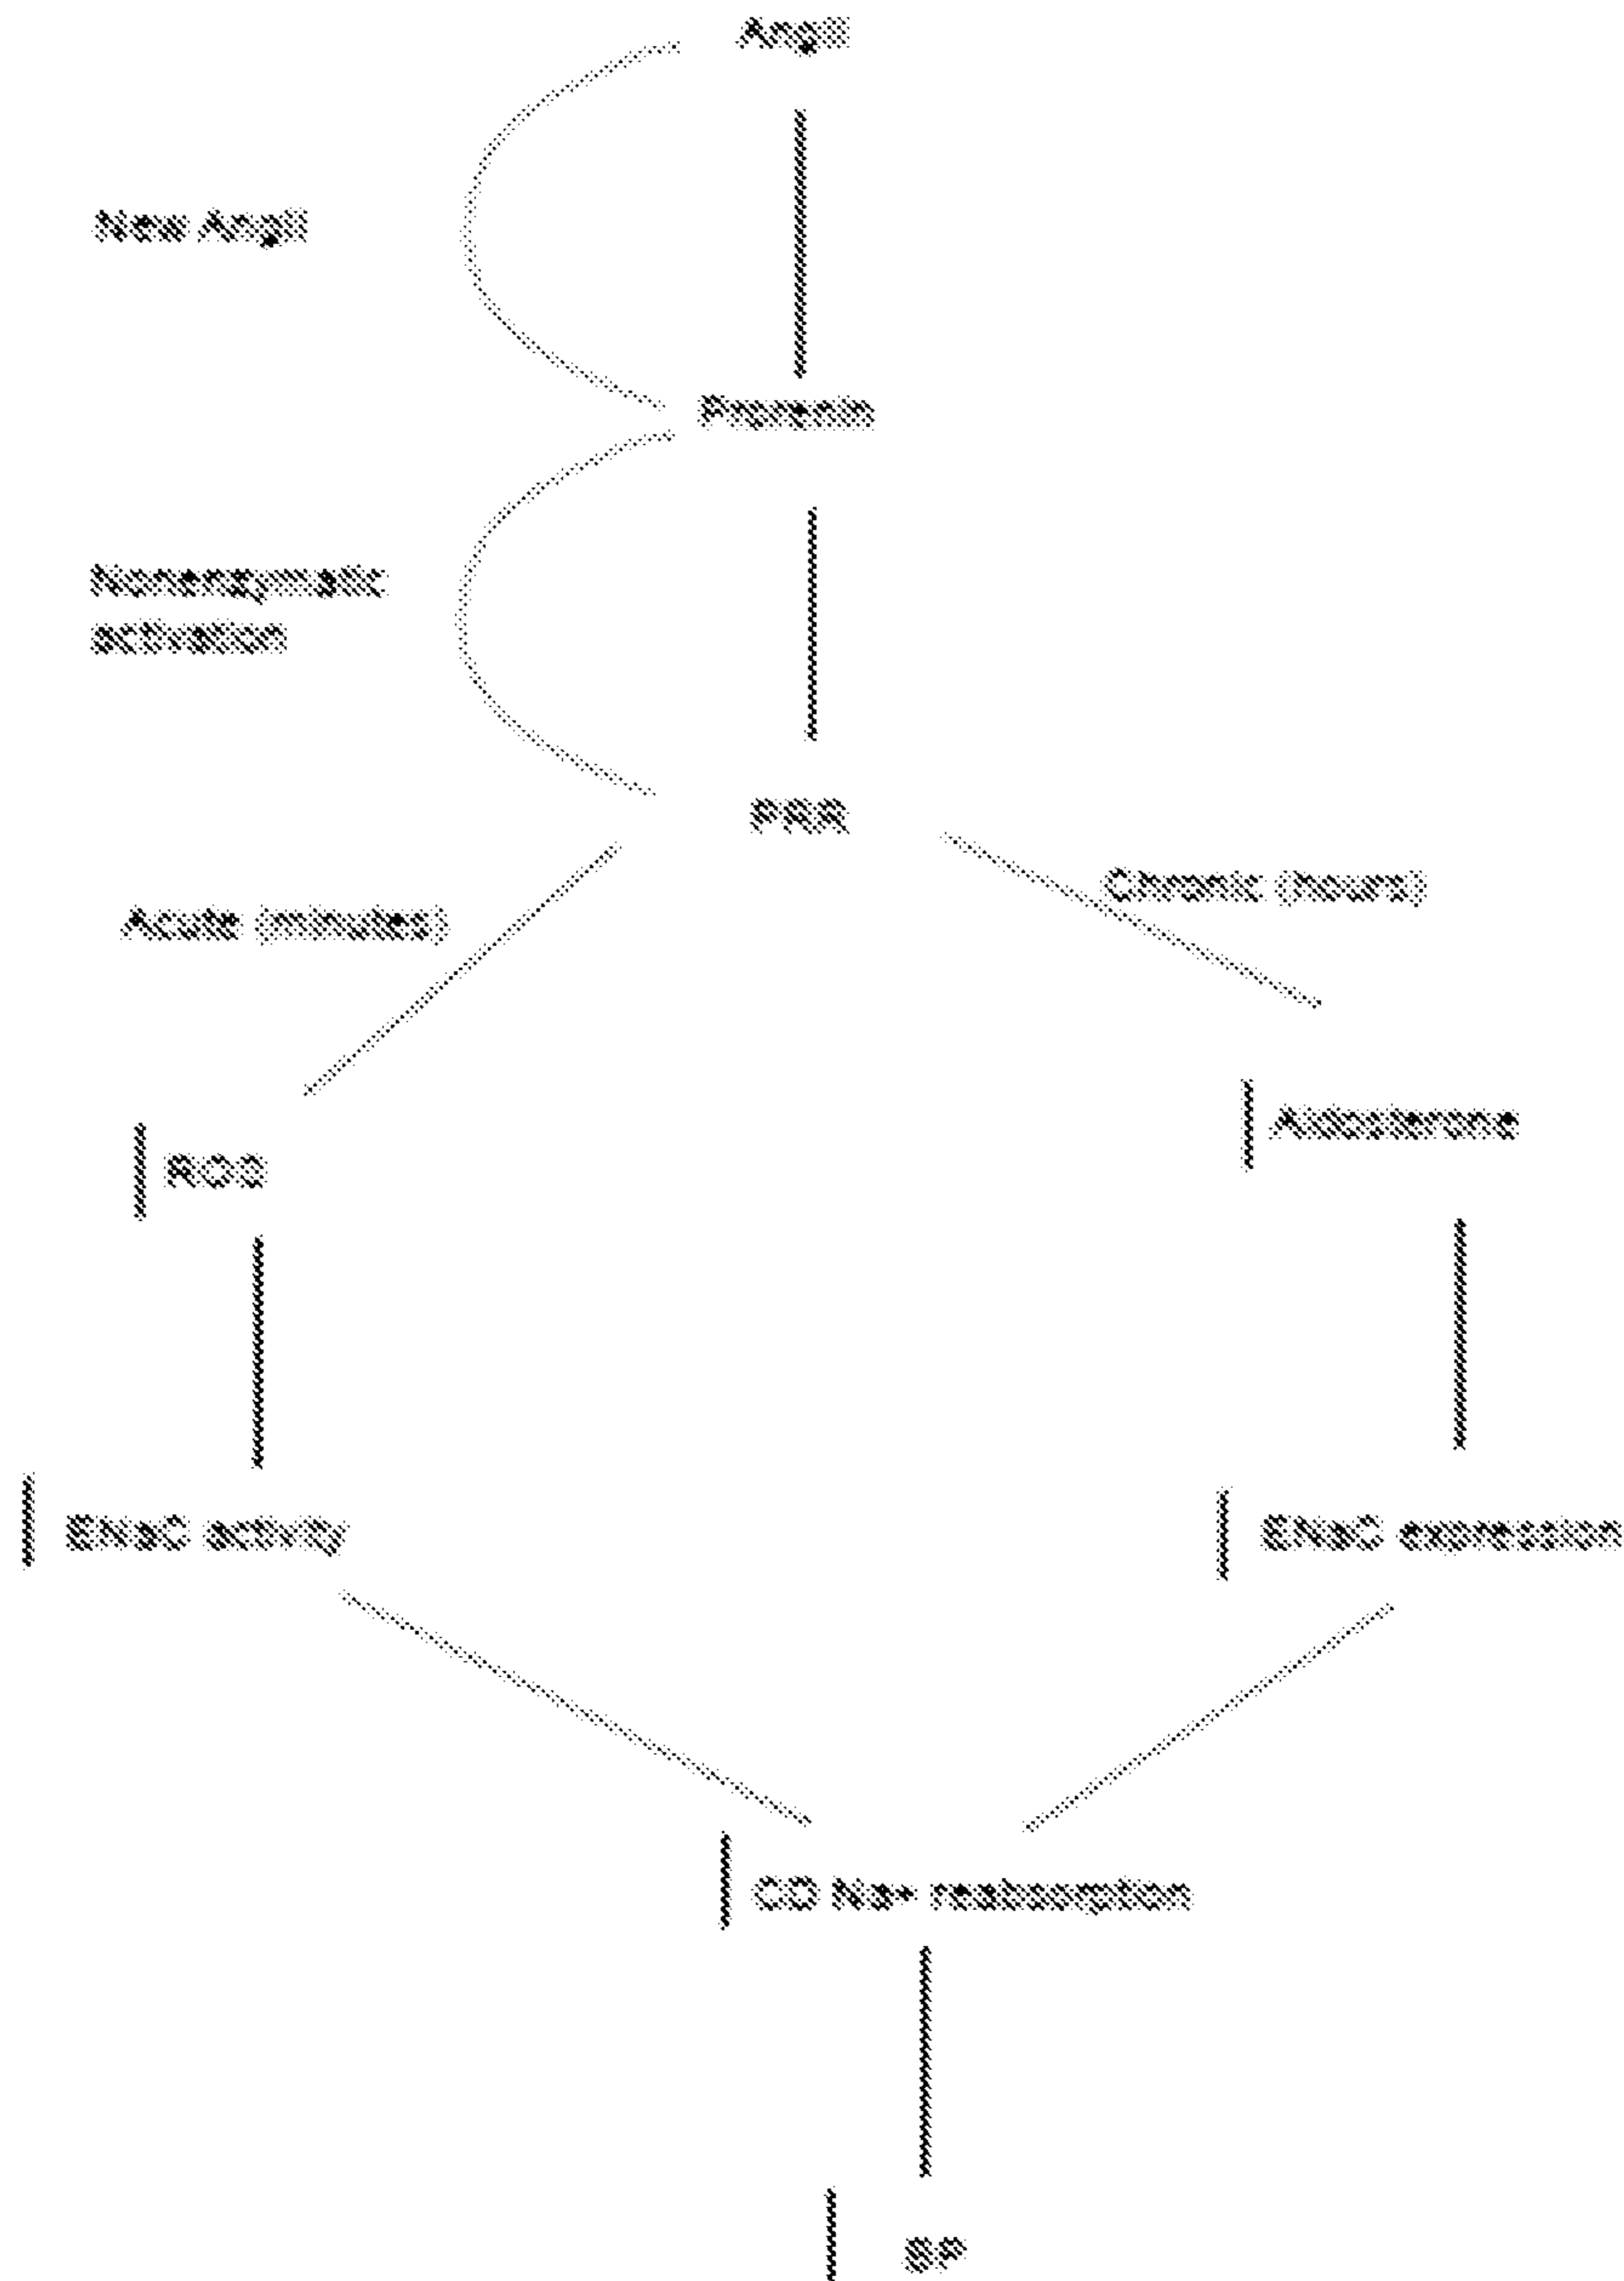 AngII
New AngII
Prorenin
Nonenzymatic
activation
PRR
Chronic (hours)
Acute (minutes)
Aldosterone
ROS
ENaC activity
ENaC expression
CD Na+ reabsorption
BP